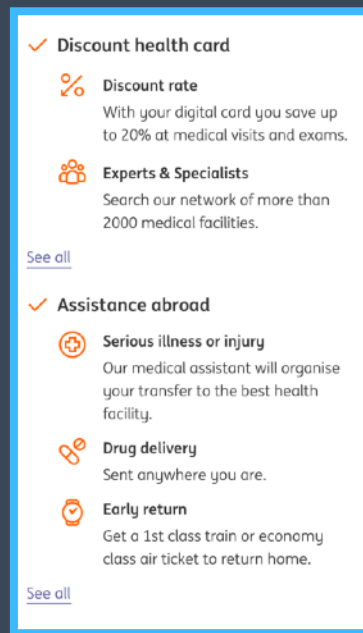 Discount health card
Discount rate
With your digital card you save up
to 20% at medical visits and exams.
Experts & Specialists
Search our network of more than
2000 medical facilities.
See all
Assistance abroad
Serious illness or injury
Our medical assistant will organise
your transfer to the best health
facility.
Drug delivery
Sent anywhere you are.
Early return
Get a 1st class train or economy
class air ticket to return home.
See all